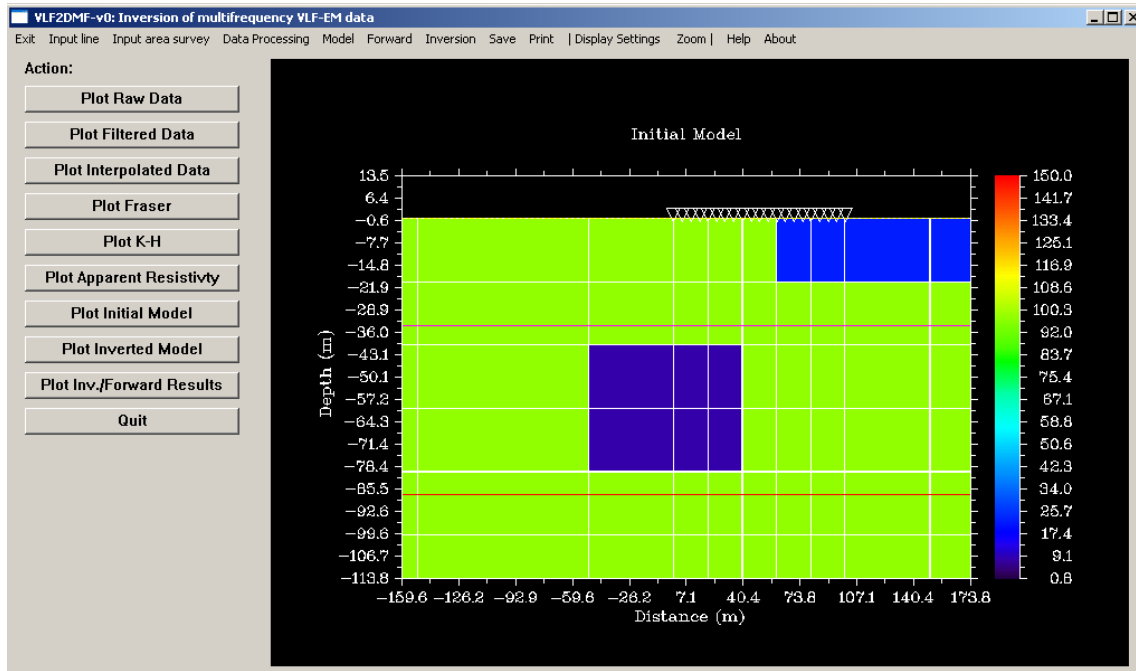 VLF2DMF-v0: Inversion of multifrequency VLF-EM data
Exit Input line Input area survey Data Processing Model Forward Inversion Save Print | Display Settings Zoom | Help About
Action:
Plot Raw Data
Plot Filtered Data
Plot Interpolated Data
Plot Fraser
Plot K-H
Plot Apparent Resistivty
Plot Initial Model
Plot Inverted Model
Plot Inv./Forward Results
Quit
Initial Model
13.5
6.4
-0.6
-7.7
-14.8
-21.9
-28.9
-36.0
-43.1
-50.1
-57.2
-64.3
-71.4
-78.4
-85.5
-92.6
-99.6
-106.7
-113.8
Depth (m)
-159.6 -126.2 -92.9 -59.6 -26.2 7.1 40.4 73.8 107.1 140.4 173.8
Distance (m)
150.0
141.7
133.4
125.1
116.9
108.6
100.3
92.0
83.7
75.4
67.1
58.8
50.6
42.3
34.0
25.7
17.4
9.1
0.8